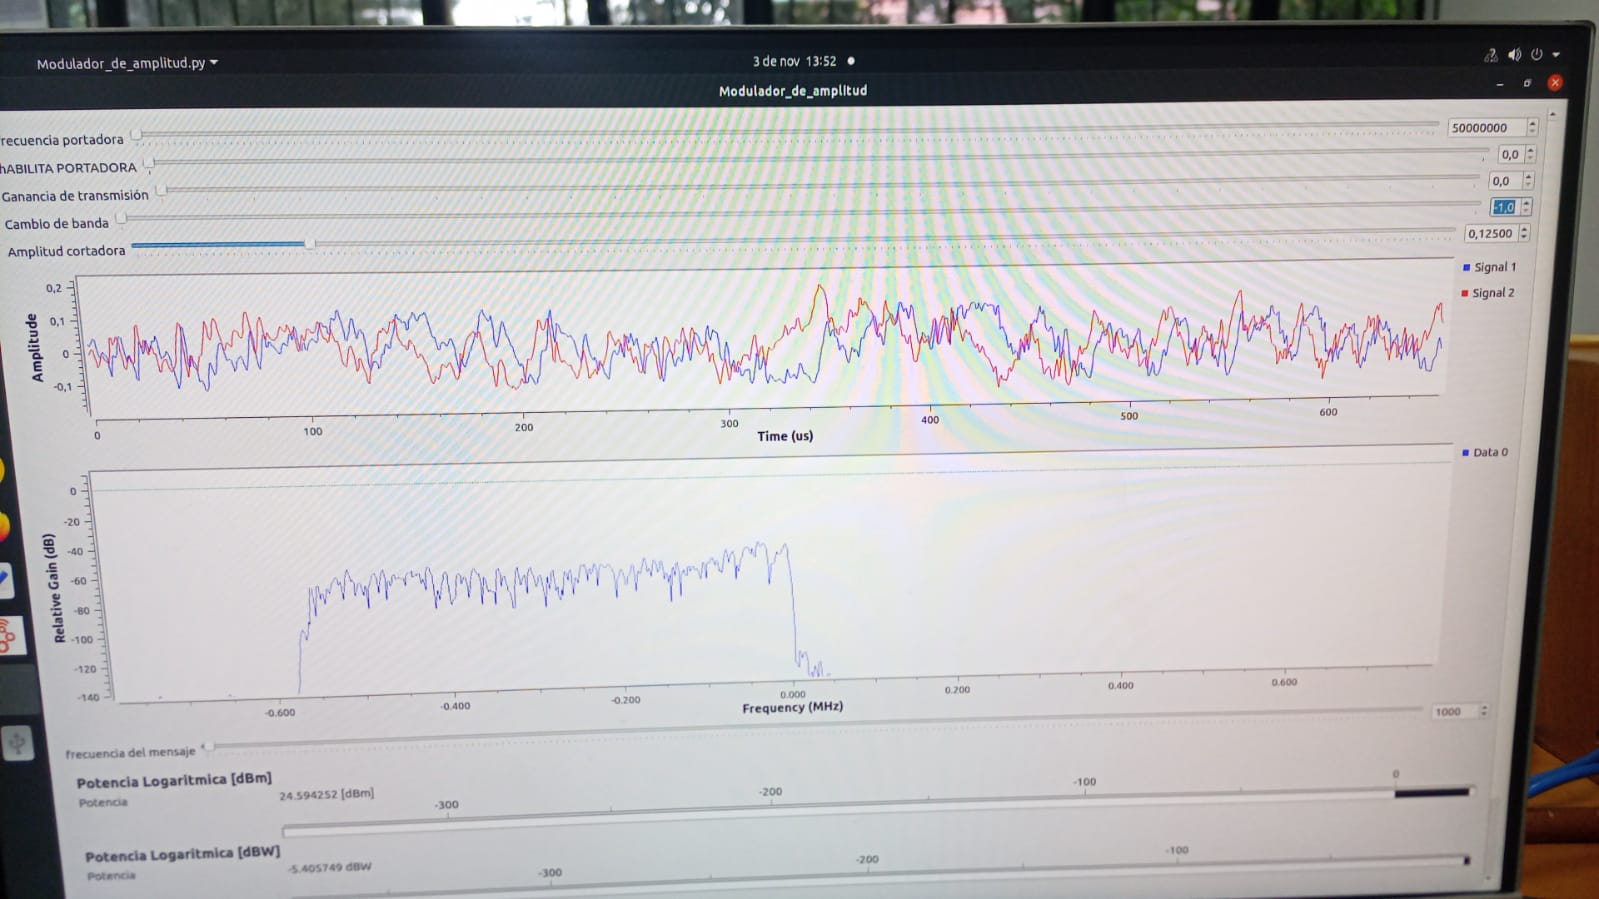 Modulador_de_amplitud.py
3 de nov 13:52
Modulador_de_amplitud
recuencia portadora 50000000
hABILITA PORTADORA 0,0
Ganancia de transmisión 0,0
Cambio de banda -1,0
Amplitud cortadora 0,12500
Signal 1
Signal 2
Amplitude
0,2
0,1
0
-0,1
0 100 200 300 400 500 600
Time (us)
Data 0
Relative Gain (dB)
0
-20
-40
-60
-80
-100
-120
-140
-0.600 -0.400 -0.200 0.000 0.200 0.400 0.600
Frequency (MHz)
frecuencia del mensaje 1000
Potencia Logaritmica [dBm]
Potencia 24.594252 [dBm]
-300 -200 -100 0
Potencia Logaritmica [dBW]
Potencia -5.405749 dBW
-300 -200 -100